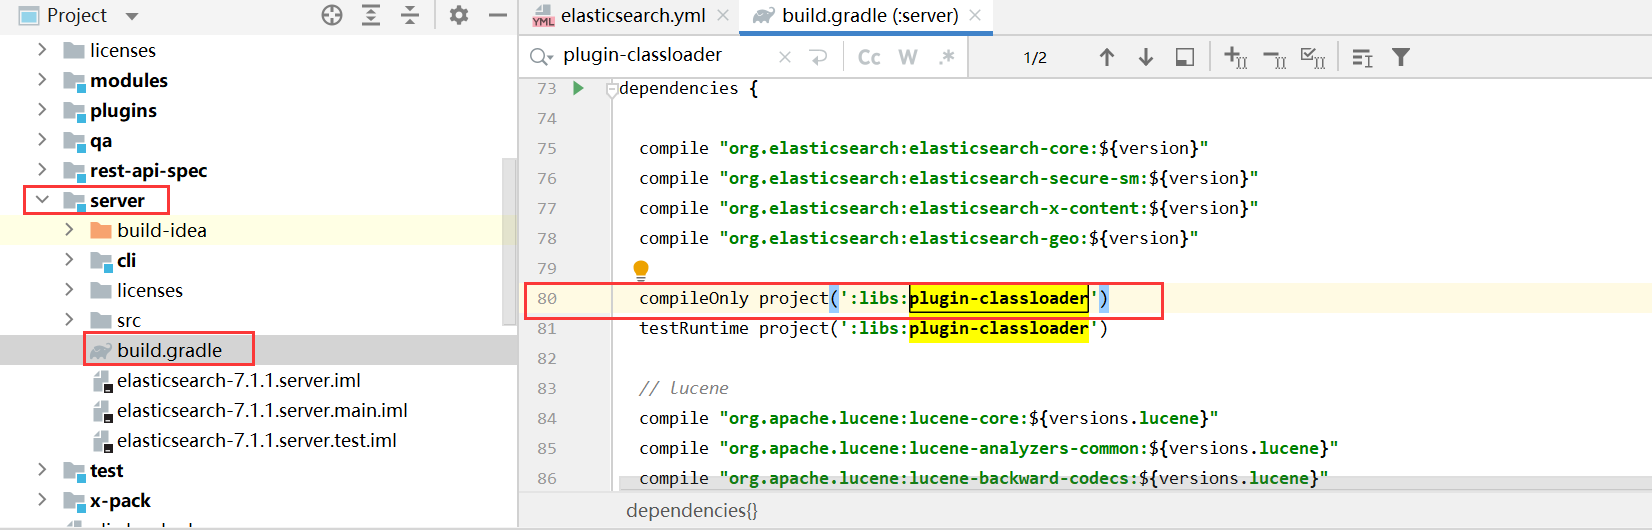 Project
licenses
modules
plugins
qa
rest-api-spec
server
build-idea
cli
licenses
src
build.gradle
elasticsearch-7.1.1.server.iml
elasticsearch-7.1.1.server.main.iml
elasticsearch-7.1.1.server.test.iml
test
x-pack
YML elasticsearch.yml × build.gradle (:server) ×
plugin-classloader × Cc W .* 1/2
73 dependencies {
74
75 compile "org.elasticsearch:elasticsearch-core:${version}"
76 compile "org.elasticsearch:elasticsearch-secure-sm:${version}"
77 compile "org.elasticsearch:elasticsearch-x-content:${version}"
78 compile "org.elasticsearch:elasticsearch-geo:${version}"
79
80 compileOnly project(':libs:plugin-classloader')
81 testRuntime project(':libs:plugin-classloader')
82
83 // lucene
84 compile "org.apache.lucene:lucene-core:${versions.lucene}"
85 compile "org.apache.lucene:lucene-analyzers-common:${versions.lucene}"
86 compile "org.apache.lucene:lucene-backward-codecs:${versions.lucene}"
dependencies{}